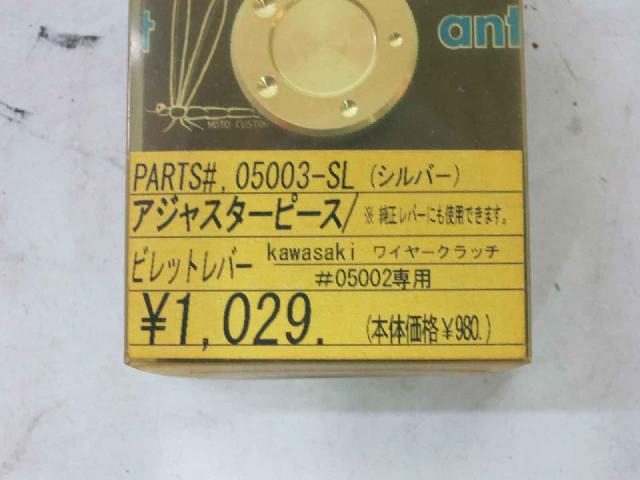 t ant
MOTO CUSTOM
PARTS#. 05003-SL (シルバー)
アジャスターピース/ ※ 純正レバーにも使用できます。
ビレットレバー kawasaki ワイヤークラッチ
#05002専用
¥1,029. (本体価格¥980.)